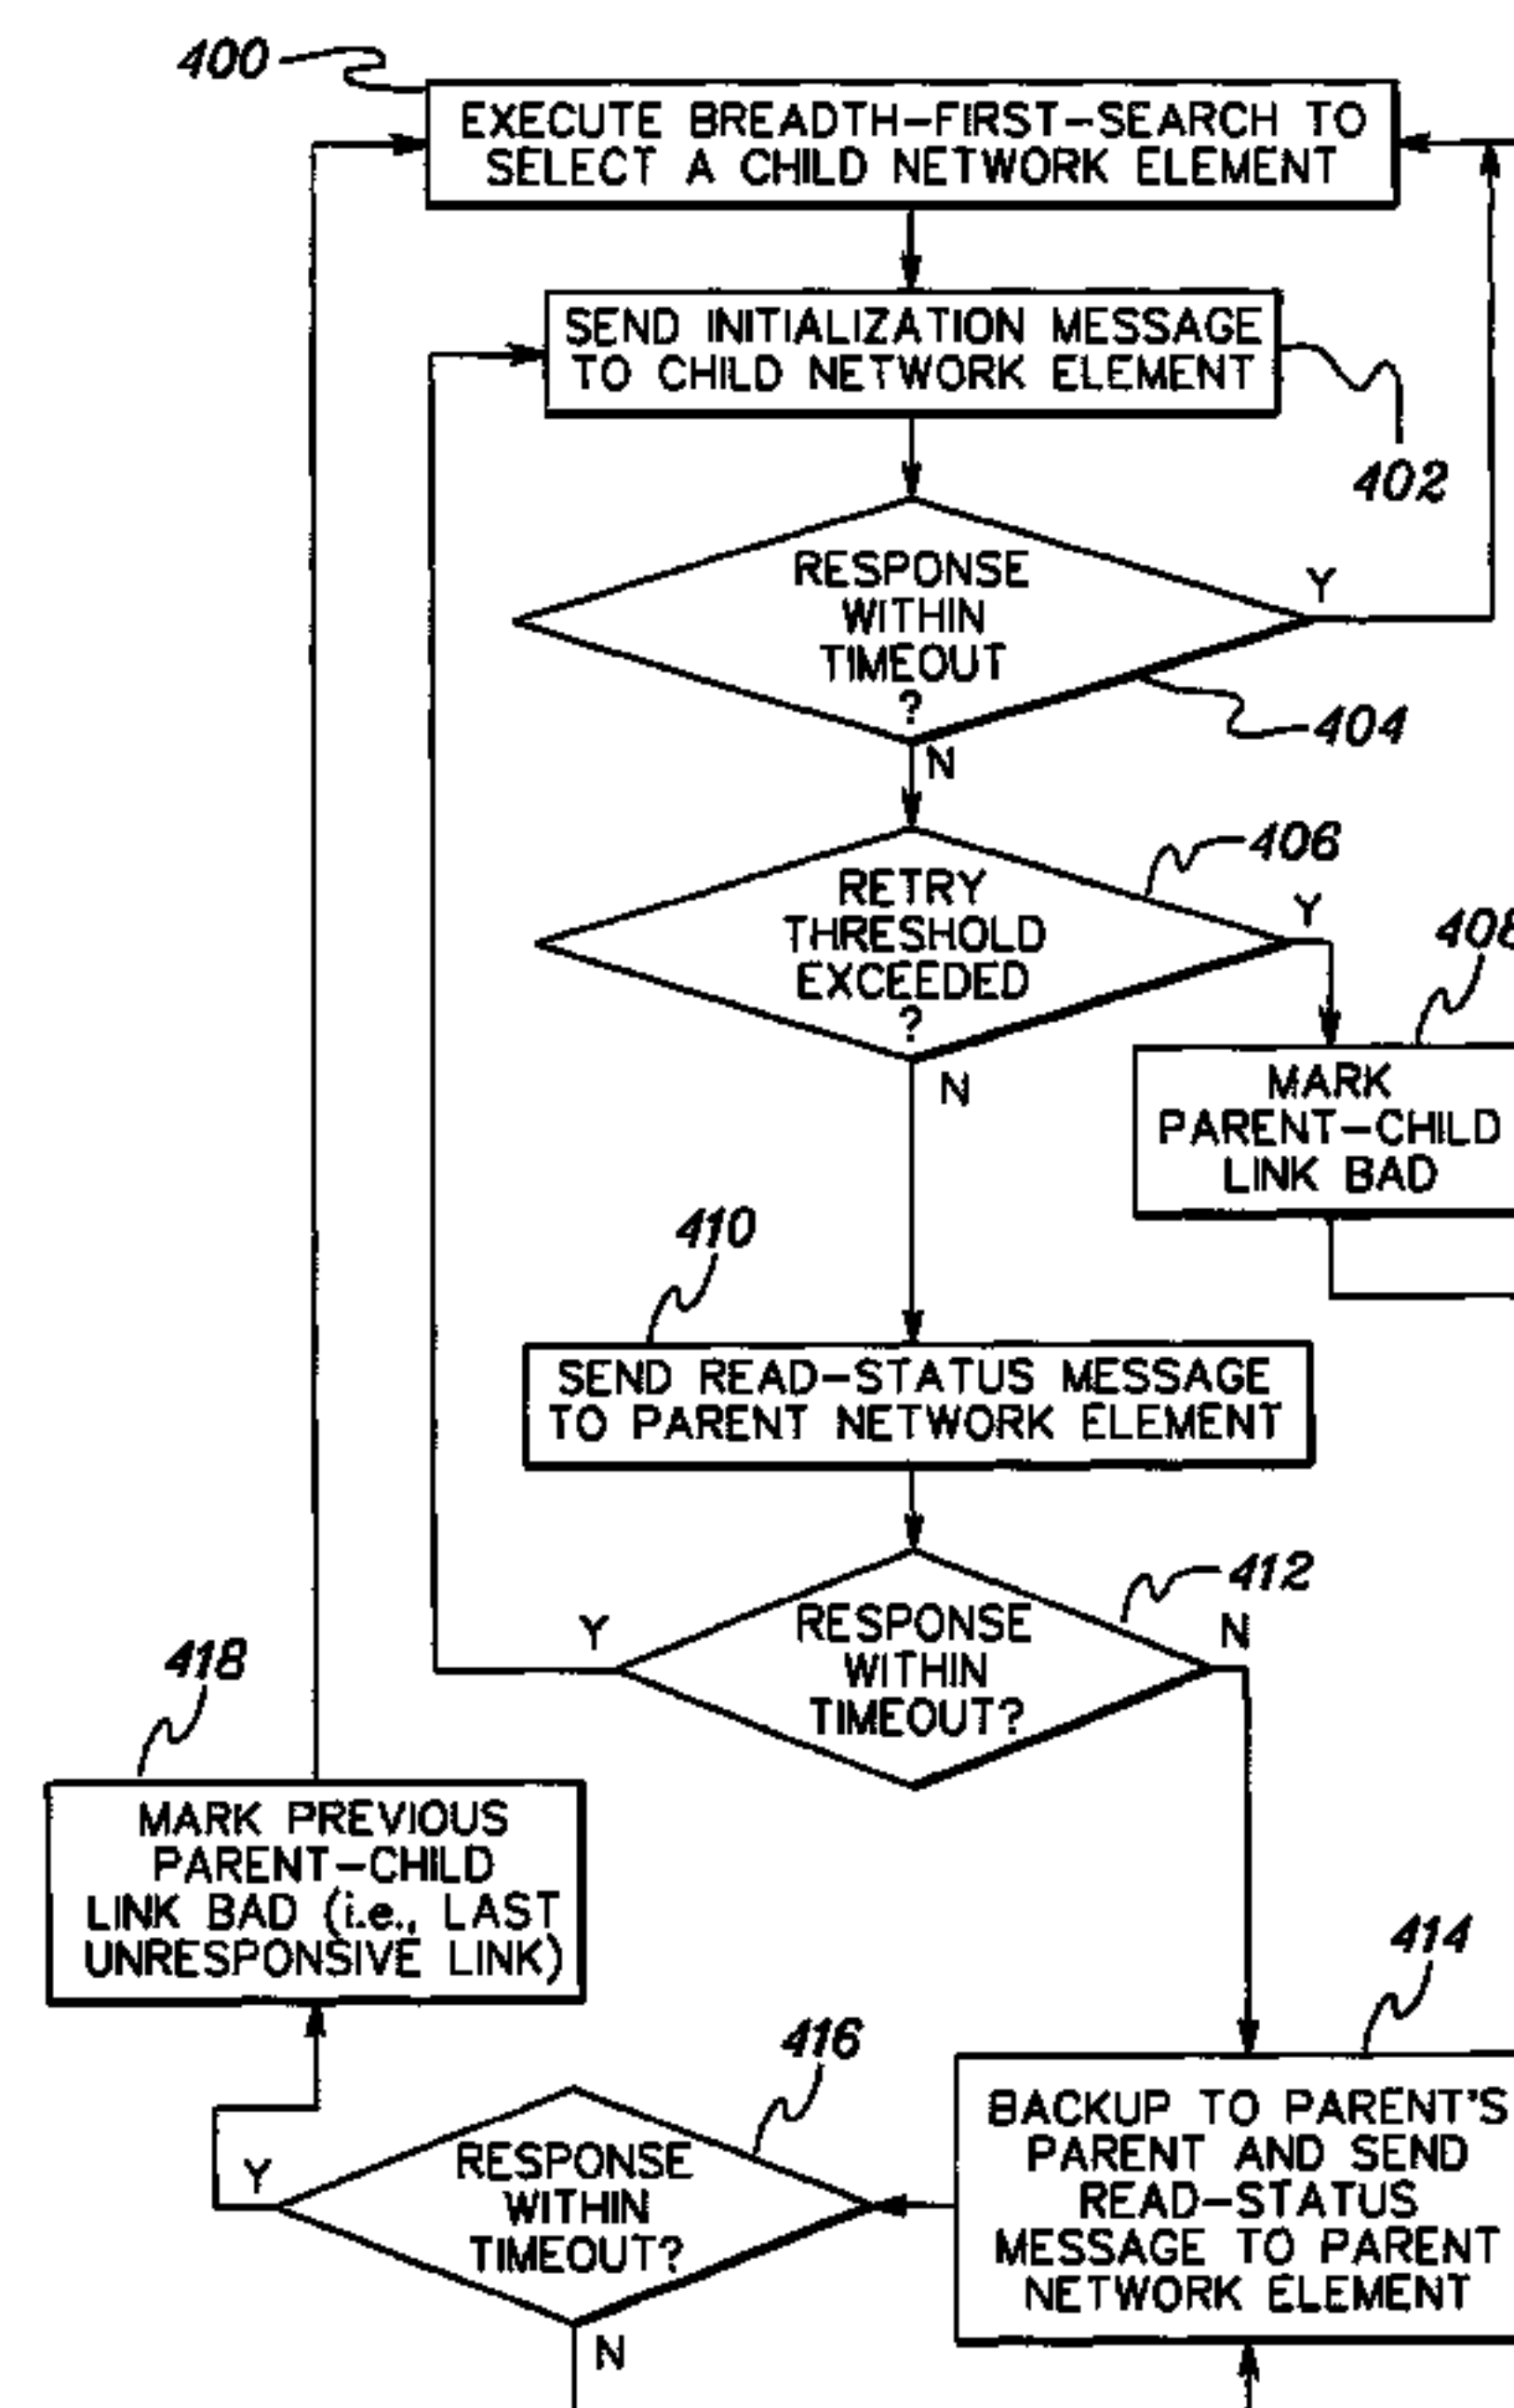 400
EXECUTE BREADTH-FIRST-SEARCH TO
SELECT A CHILD NETWORK ELEMENT
SEND INITIALIZATION MESSAGE
TO CHILD NETWORK ELEMENT
402
RESPONSE
WITHIN
TIMEOUT
?
Y
404
N
406
RETRY
THRESHOLD
EXCEEDED
?
Y
408
N
MARK
PARENT-CHILD
LINK BAD
410
SEND READ-STATUS MESSAGE
TO PARENT NETWORK ELEMENT
412
RESPONSE
WITHIN
TIMEOUT?
Y
N
418
MARK PREVIOUS
PARENT-CHILD
LINK BAD (i.e., LAST
UNRESPONSIVE LINK)
414
416
BACKUP TO PARENT'S
PARENT AND SEND
READ-STATUS
MESSAGE TO PARENT
NETWORK ELEMENT
RESPONSE
WITHIN
TIMEOUT?
Y
N